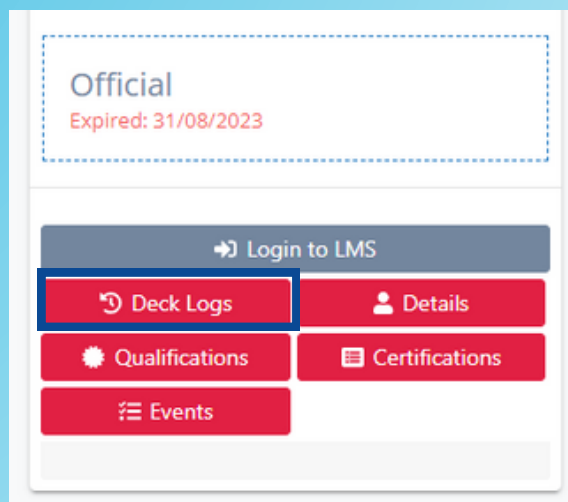 Official
Expired: 31/08/2023
Login to LMS
Deck Logs
Details
Qualifications
Certifications
Events